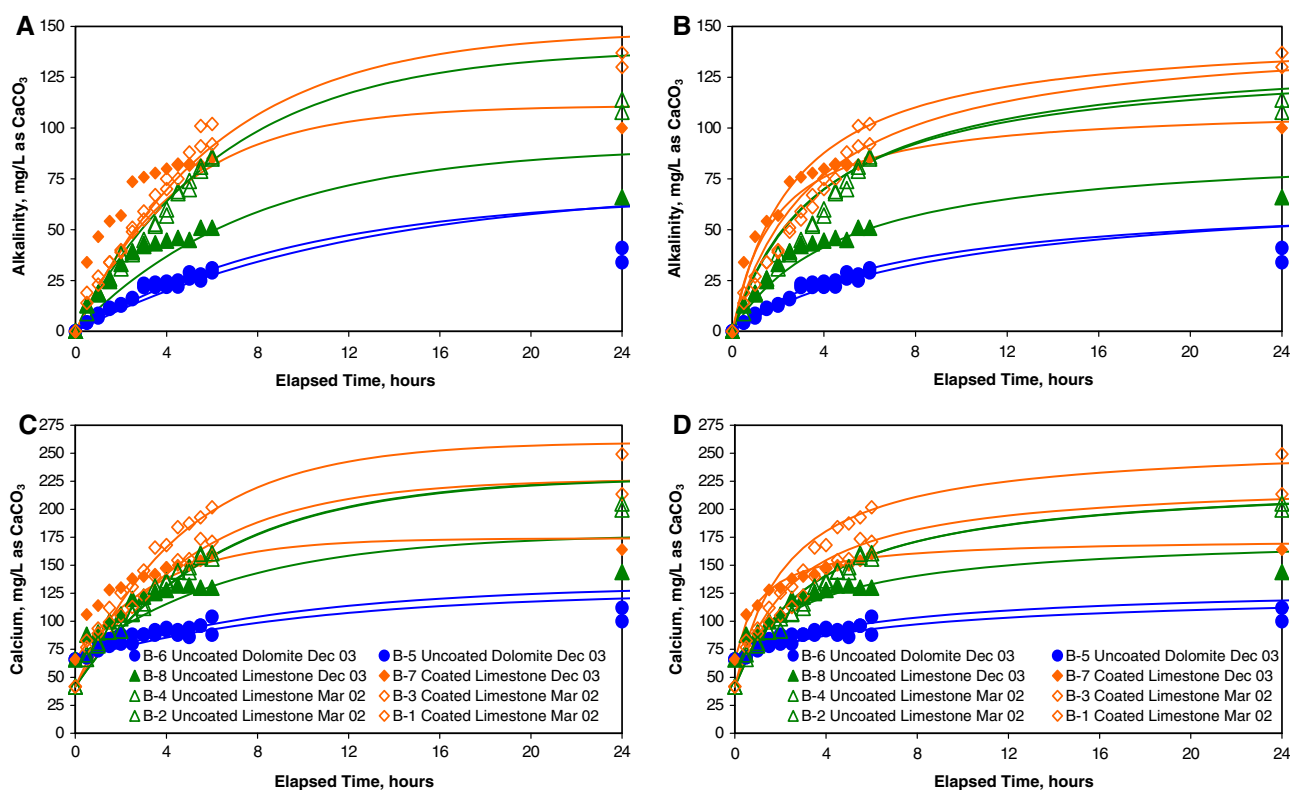 A
B
150
125
100
75
50
25
0
Alkalinity, mg/L as CaCO₃
0 4 8 12 16 20 24
Elapsed Time, hours
150
125
100
75
50
25
0
Alkalinity, mg/L as CaCO₃
0 4 8 12 16 20 24
Elapsed Time, hours
C
D
275
250
225
200
175
150
125
100
75
50
25
0
Calcium, mg/L as CaCO₃
B-6 Uncoated Dolomite Dec 03 B-5 Uncoated Dolomite Dec 03
B-8 Uncoated Limestone Dec 03 B-7 Coated Limestone Dec 03
B-4 Uncoated Limestone Mar 02 B-3 Coated Limestone Mar 02
B-2 Uncoated Limestone Mar 02 B-1 Coated Limestone Mar 02
0 4 8 12 16 20 24
Elapsed Time, hours
275
250
225
200
175
150
125
100
75
50
25
0
Calcium, mg/L as CaCO₃
B-6 Uncoated Dolomite Dec 03 B-5 Uncoated Dolomite Dec 03
B-8 Uncoated Limestone Dec 03 B-7 Coated Limestone Dec 03
B-4 Uncoated Limestone Mar 02 B-3 Coated Limestone Mar 02
B-2 Uncoated Limestone Mar 02 B-1 Coated Limestone Mar 02
0 4 8 12 16 20 24
Elapsed Time, hours